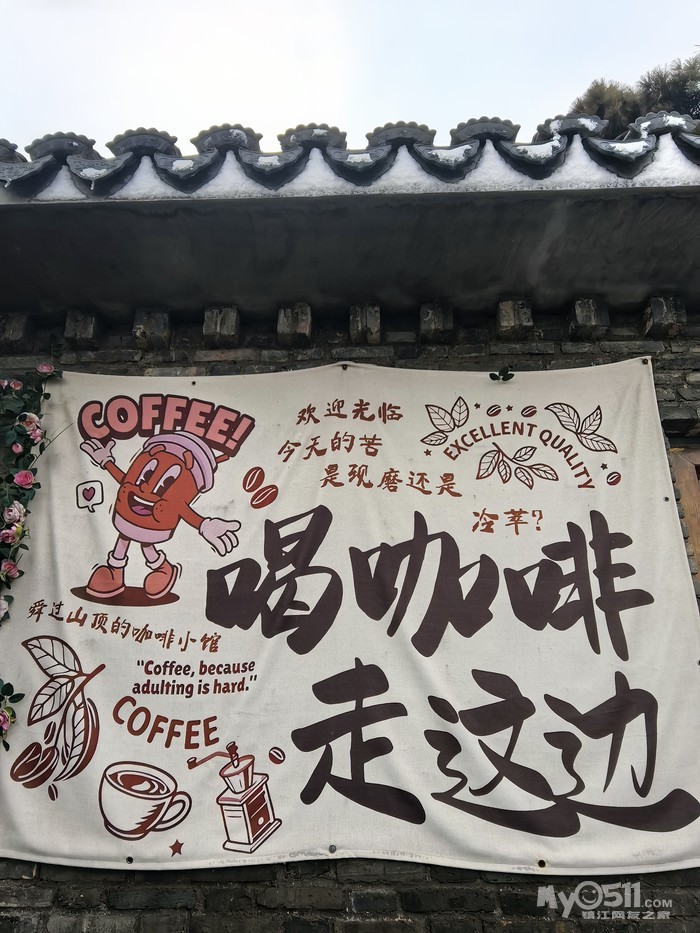 COFFEE!
欢迎光临
今天的苦
是现磨还是
冷萃?
EXCELLENT QUALITY
喝咖啡
走这边
舜过山顶的咖啡小馆
"Coffee, because
adulting is hard."
COFFEE
My0511.COM
镇江网友之家